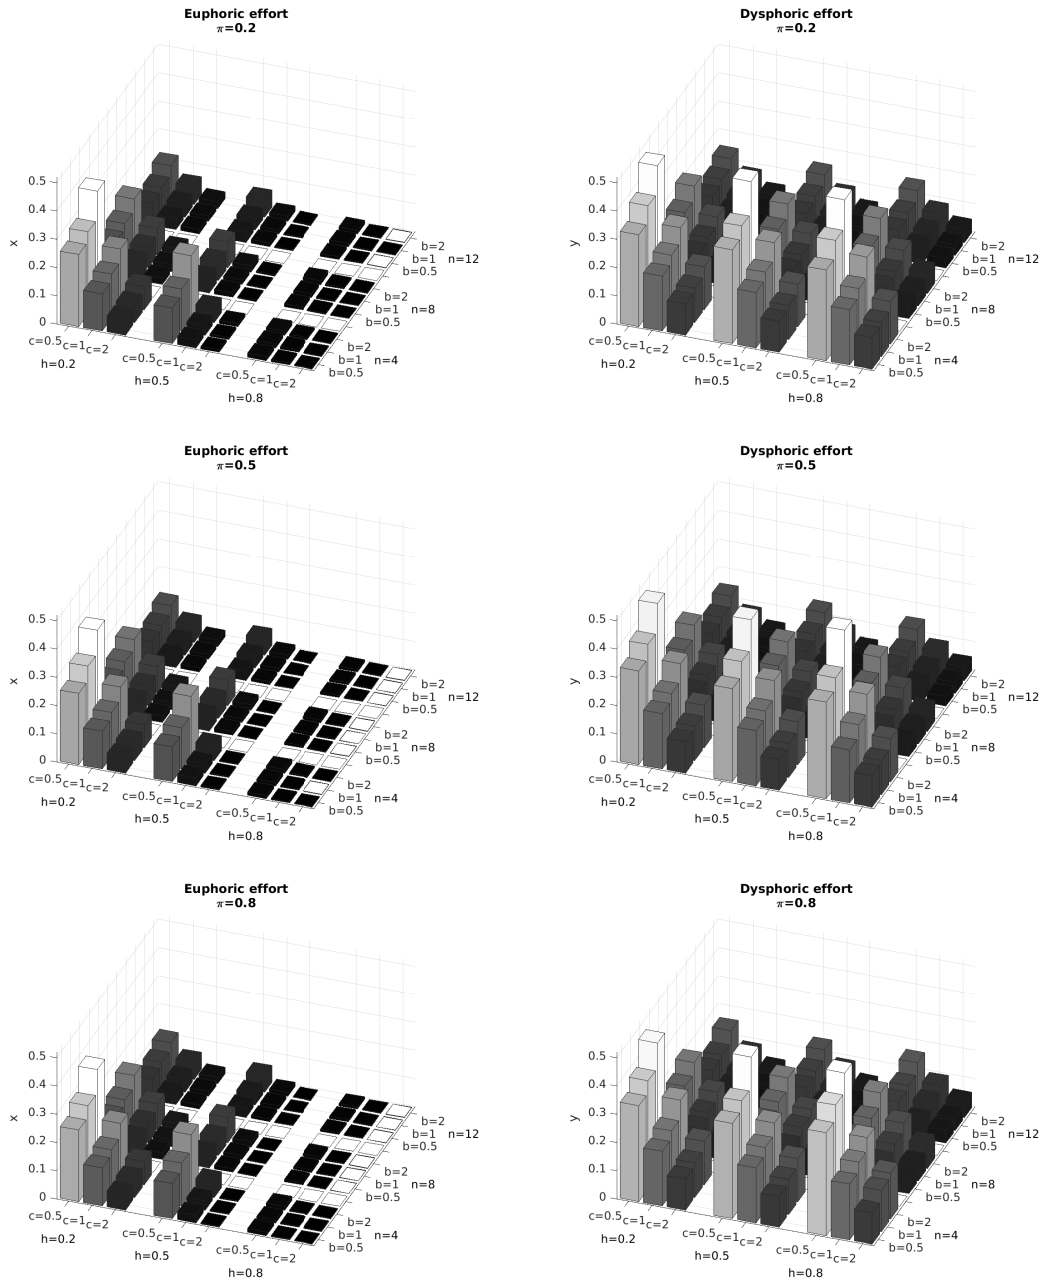 Euphoric effort
π=0.2
0.5
0.4
0.3
0.2
0.1
0
x
c=0.5
c=1
c=2
h=0.2
c=0.5
c=1
c=2
h=0.5
c=0.5
c=1
c=2
h=0.8
b=2
b=1 n=12
b=0.5
b=2
b=1 n=8
b=0.5
b=2
b=1 n=4
b=0.5
Dysphoric effort
π=0.2
0.5
0.4
0.3
0.2
0.1
0
y
c=0.5
c=1
c=2
h=0.2
c=0.5
c=1
c=2
h=0.5
c=0.5
c=1
c=2
h=0.8
b=2
b=1 n=12
b=0.5
b=2
b=1 n=8
b=0.5
b=2
b=1 n=4
b=0.5
Euphoric effort
π=0.5
0.5
0.4
0.3
0.2
0.1
0
x
c=0.5
c=1
c=2
h=0.2
c=0.5
c=1
c=2
h=0.5
c=0.5
c=1
c=2
h=0.8
b=2
b=1 n=12
b=0.5
b=2
b=1 n=8
b=0.5
b=2
b=1 n=4
b=0.5
Dysphoric effort
π=0.5
0.5
0.4
0.3
0.2
0.1
0
y
c=0.5
c=1
c=2
h=0.2
c=0.5
c=1
c=2
h=0.5
c=0.5
c=1
c=2
h=0.8
b=2
b=1 n=12
b=0.5
b=2
b=1 n=8
b=0.5
b=2
b=1 n=4
b=0.5
Euphoric effort
π=0.8
0.5
0.4
0.3
0.2
0.1
0
x
c=0.5
c=1
c=2
h=0.2
c=0.5
c=1
c=2
h=0.5
c=0.5
c=1
c=2
h=0.8
b=2
b=1 n=12
b=0.5
b=2
b=1 n=8
b=0.5
b=2
b=1 n=4
b=0.5
Dysphoric effort
π=0.8
0.5
0.4
0.3
0.2
0.1
0
y
c=0.5
c=1
c=2
h=0.2
c=0.5
c=1
c=2
h=0.5
c=0.5
c=1
c=2
h=0.8
b=2
b=1 n=12
b=0.5
b=2
b=1 n=8
b=0.5
b=2
b=1 n=4
b=0.5